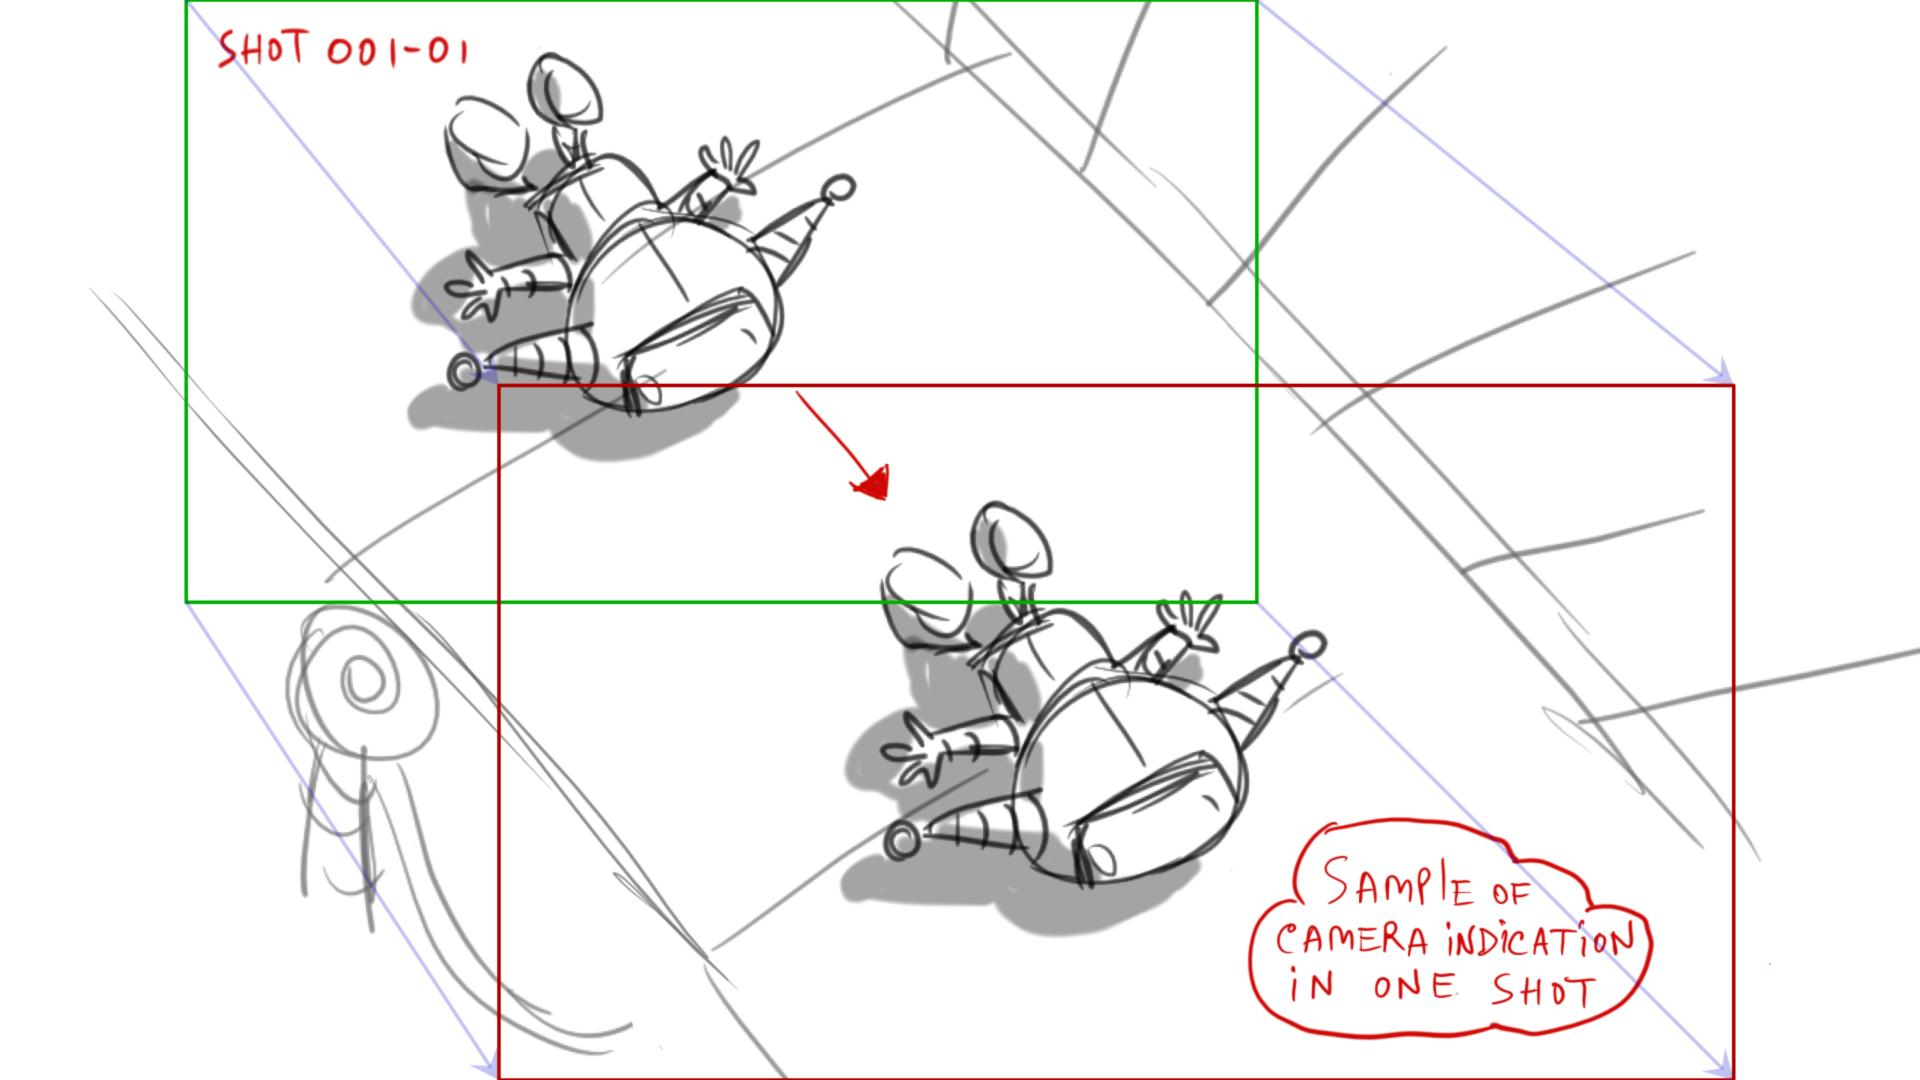 SHOT 001-01
SAMPlE OF
CAMERA iNDiCATiON
iN ONE SHOT